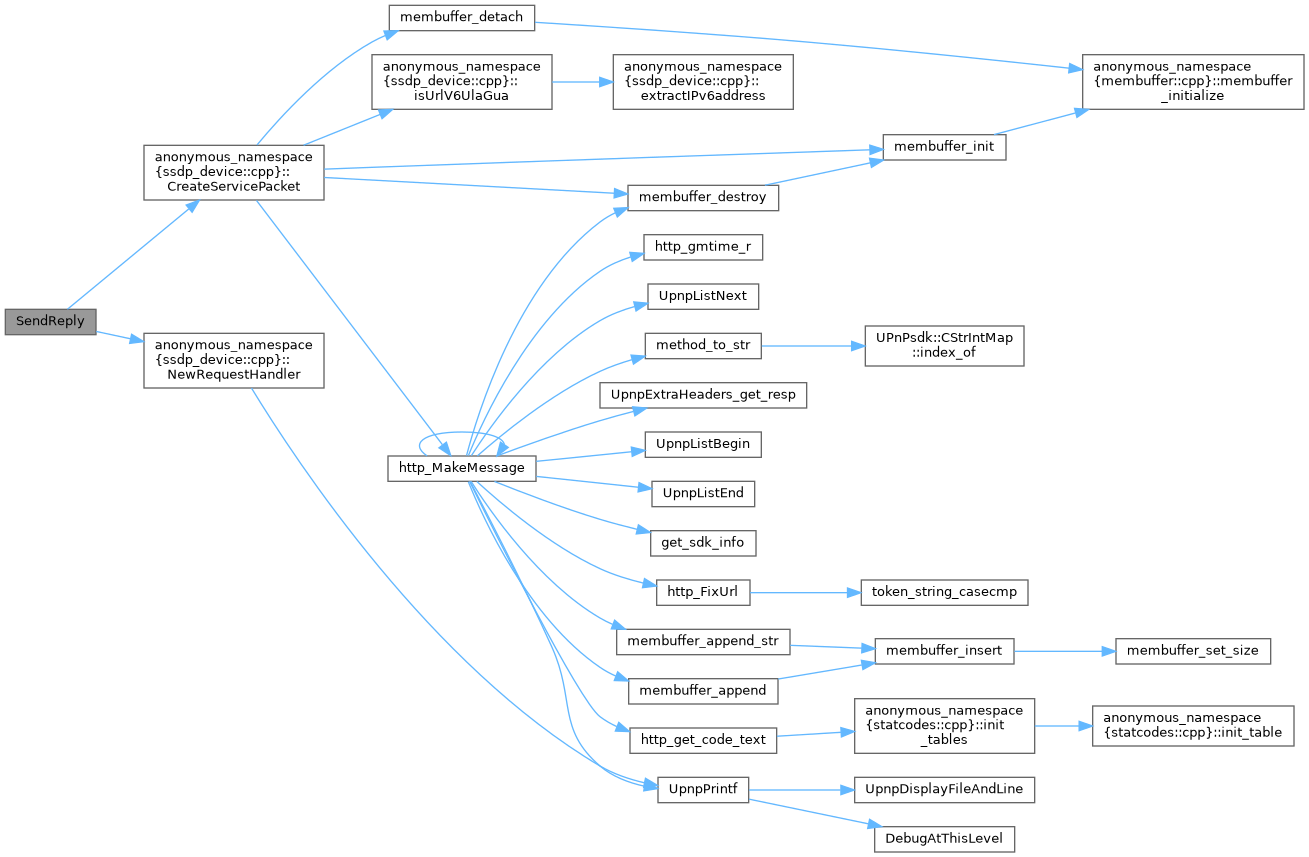 membuffer_detach
anonymous_namespace
{ssdp_device::cpp}::
isUrlV6UlaGua
anonymous_namespace
{ssdp_device::cpp}::
extractIPv6address
anonymous_namespace
{membuffer::cpp}::membuffer
_initialize
membuffer_init
anonymous_namespace
{ssdp_device::cpp}::
CreateServicePacket
membuffer_destroy
http_gmtime_r
UpnpListNext
SendReply
anonymous_namespace
{ssdp_device::cpp}::
NewRequestHandler
method_to_str
UPnPsdk::CStrIntMap
::index_of
UpnpExtraHeaders_get_resp
UpnpListBegin
http_MakeMessage
UpnpListEnd
get_sdk_info
http_FixUrl
token_string_casecmp
membuffer_append_str
membuffer_insert
membuffer_set_size
membuffer_append
http_get_code_text
anonymous_namespace
{statcodes::cpp}::init
_tables
anonymous_namespace
{statcodes::cpp}::init_table
UpnpPrintf
UpnpDisplayFileAndLine
DebugAtThisLevel